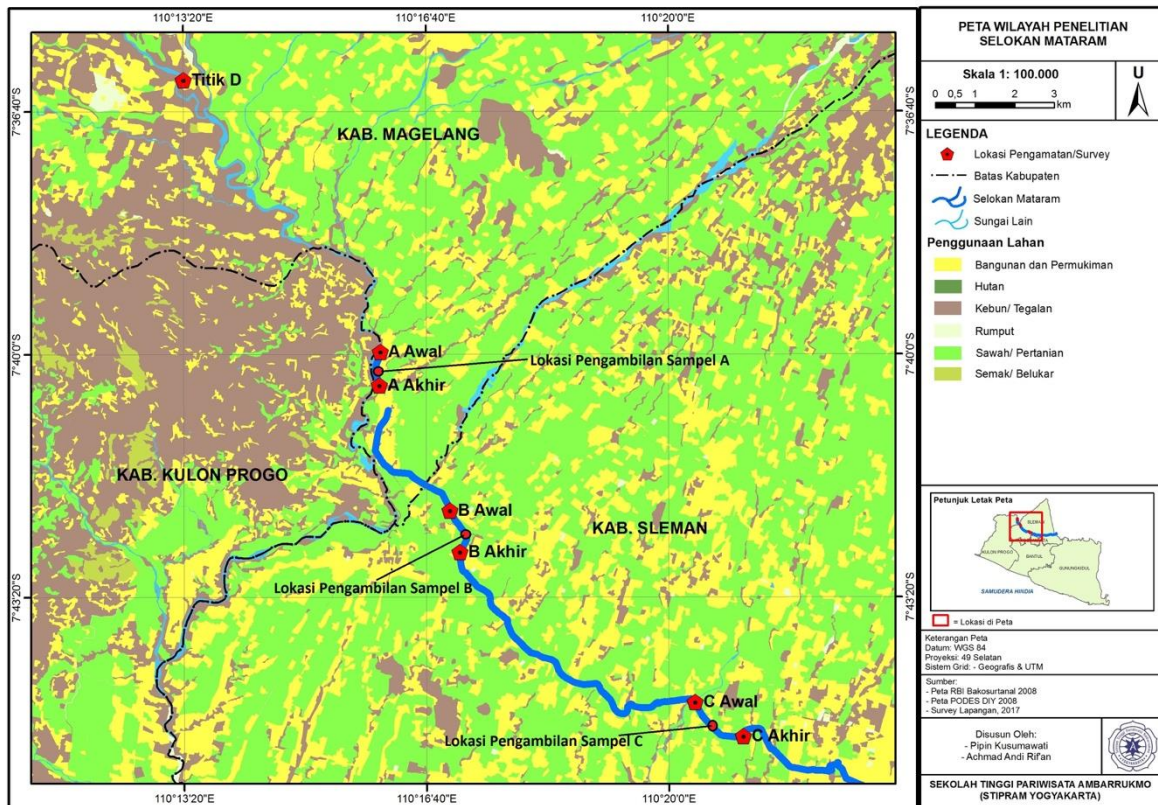 110°13'20"E
110°16'40"E
110°20'0"E
Titik D
7°36'40"S
7°36'40"S
KAB. MAGELANG
A Awal
Lokasi Pengambilan Sampel A
7°40'0"S
7°40'0"S
A Akhir
KAB. KULON PROGO
B Awal
KAB. SLEMAN
B Akhir
Lokasi Pengambilan Sampel B
7°43'20"S
7°43'20"S
C Awal
Lokasi Pengambilan Sampel C
C Akhir
110°13'20"E
110°16'40"E
110°20'0"E
PETA WILAYAH PENELITIAN
SELOKAN MATARAM
Skala 1: 100.000
0 0,5 1 2 3
km
U
LEGENDA
Lokasi Pengamatan/Survey
Batas Kabupaten
Selokan Mataram
Sungai Lain
Penggunaan Lahan
Bangunan dan Permukiman
Hutan
Kebun/ Tegalan
Rumput
Sawah/ Pertanian
Semak/ Belukar
Petunjuk Letak Peta
SLEMAN
KULON PROGO
BANTUL
GUNUNGKIDUL
SAMUDERA HINDIA
= Lokasi di Peta
Keterangan Peta
Datum: WGS 84
Proyeksi: 49 Selatan
Sistem Grid: - Geografis & UTM
Sumber:
- Peta RBI Bakosurtanal 2008
- Peta PODES DIY 2008
- Survey Lapangan, 2017
Disusun Oleh:
- Pipin Kusumawati
- Achmad Andi Rif'an
SEKOLAH TINGGI PARIWISATA AMBARRUKMO
(STIPRAM YOGYAKARTA)